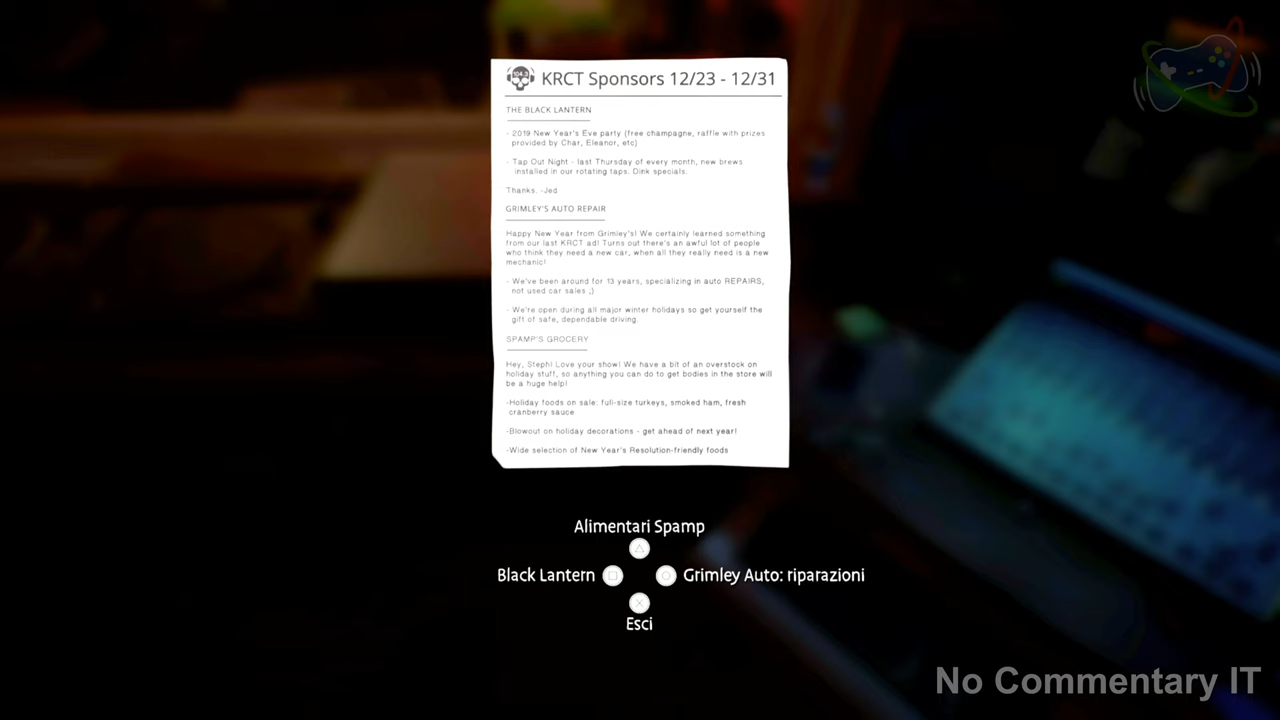 104.3
KRCT Sponsors 12/23 - 12/31
THE BLACK LANTERN
- 2019 New Year's Eve party (free champagne, raffle with prizes
provided by Char, Eleanor, etc)
- Tap Out Night - last Thursday of every month, new brews
installed in our rotating taps. Dink specials.
Thanks. -Jed
GRIMLEY'S AUTO REPAIR
Happy New Year from Grimley's! We certainly learned something
from our last KRCT ad! Turns out there's an awful lot of people
who think they need a new car, when all they really need is a new
mechanic!
- We've been around for 13 years, specializing in auto REPAIRS,
not used car sales ;)
- We're open during all major winter holidays so get yourself the
gift of safe, dependable driving.
SPAMP'S GROCERY
Hey, Steph! Love your show! We have a bit of an overstock on
holiday stuff, so anything you can do to get bodies in the store will
be a huge help!
-Holiday foods on sale: full-size turkeys, smoked ham, fresh
cranberry sauce
-Blowout on holiday decorations - get ahead of next year!
-Wide selection of New Year's Resolution-friendly foods
Alimentari Spamp
Black Lantern
Grimley Auto: riparazioni
Esci
No Commentary IT